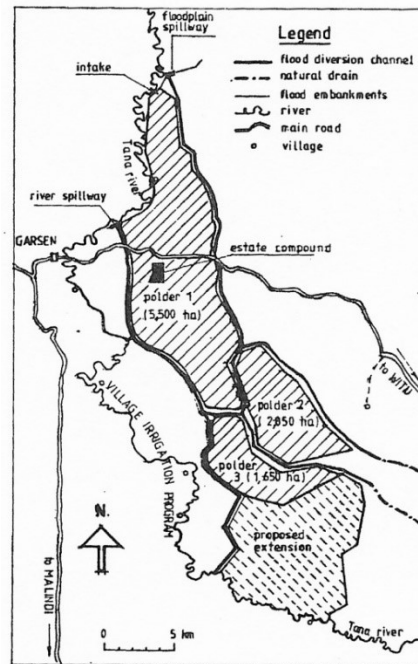 floodplain
spillway
Legend
flood diversion channel
natural drain
flood embankments
river
main road
village
intake
Tana river
river spillway
GARSEN
estate compound
polder 1
(5,500 ha)
to WITU
polder 2
(2,050 ha)
polder
3 (1,650 ha)
VILLAGE IRRIGATION PROGRAM
proposed
extension
N.
to MALINDI
0 5 km
Tana river